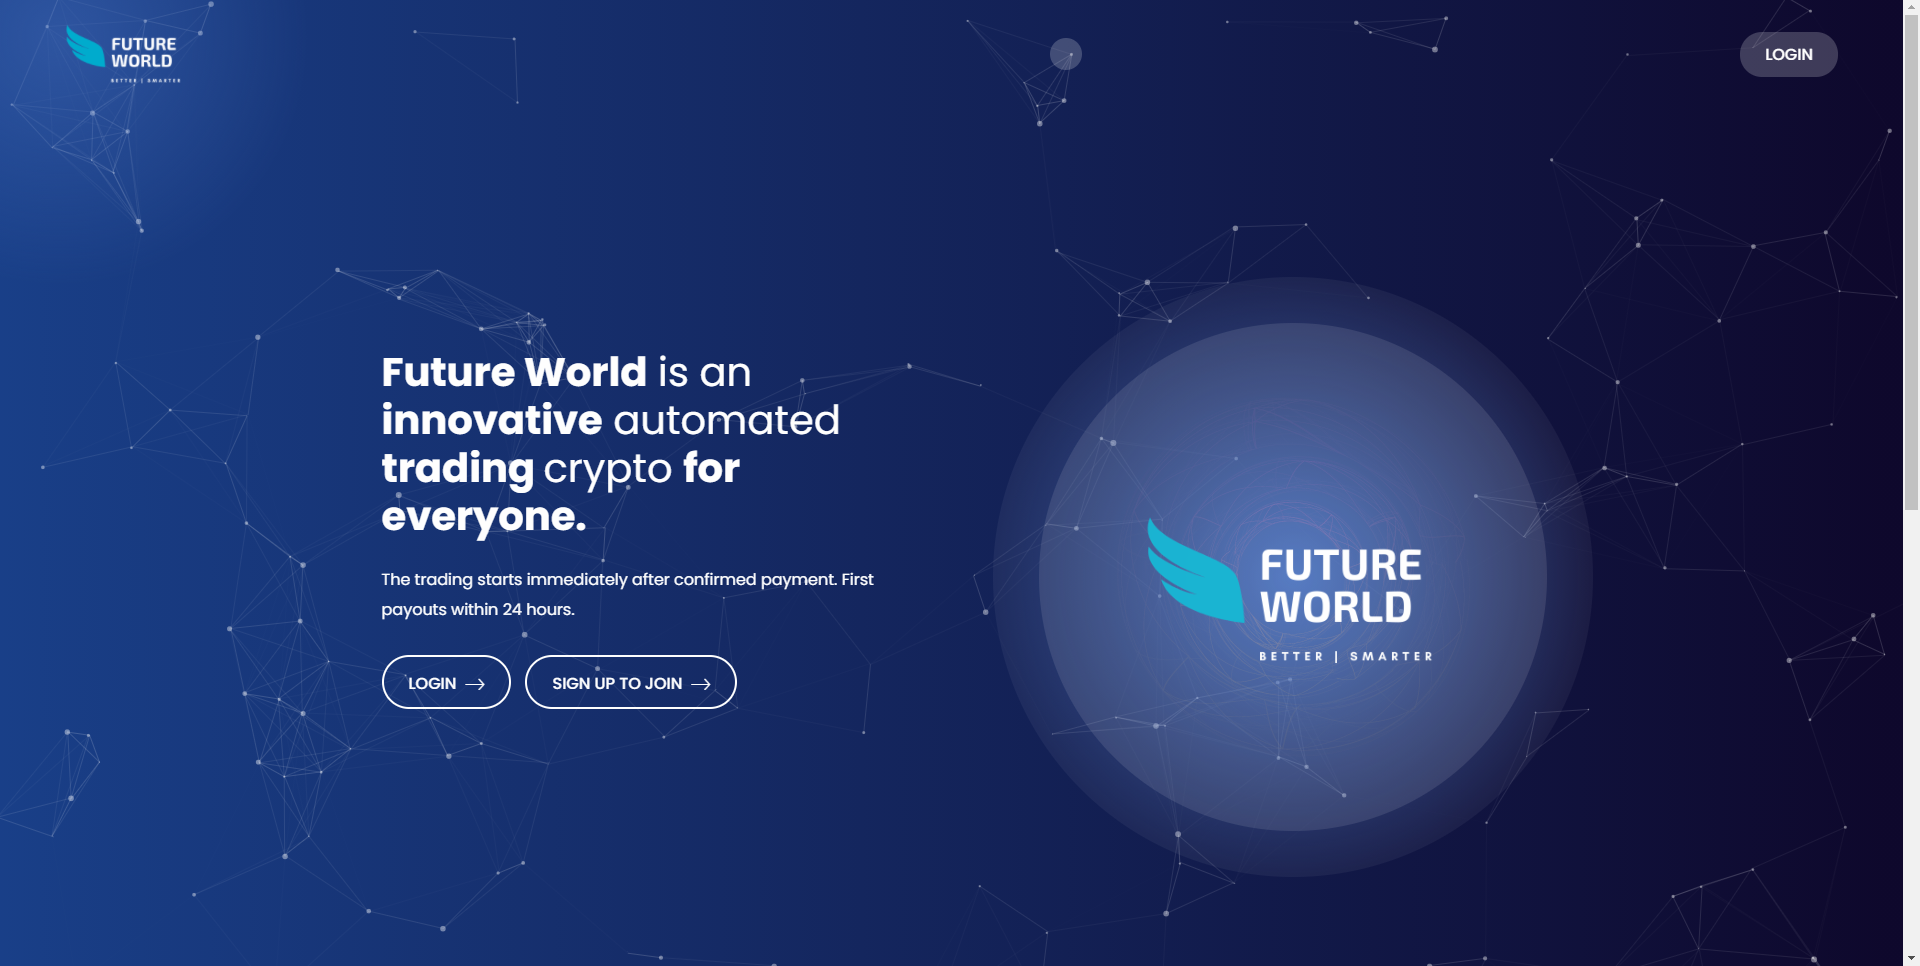 FUTURE
WORLD
BETTER | SMARTER
LOGIN
Future World is an
innovative automated
trading crypto for
everyone.
The trading starts immediately after confirmed payment. First
payouts within 24 hours.
LOGIN
SIGN UP TO JOIN
FUTURE
WORLD
BETTER | SMARTER